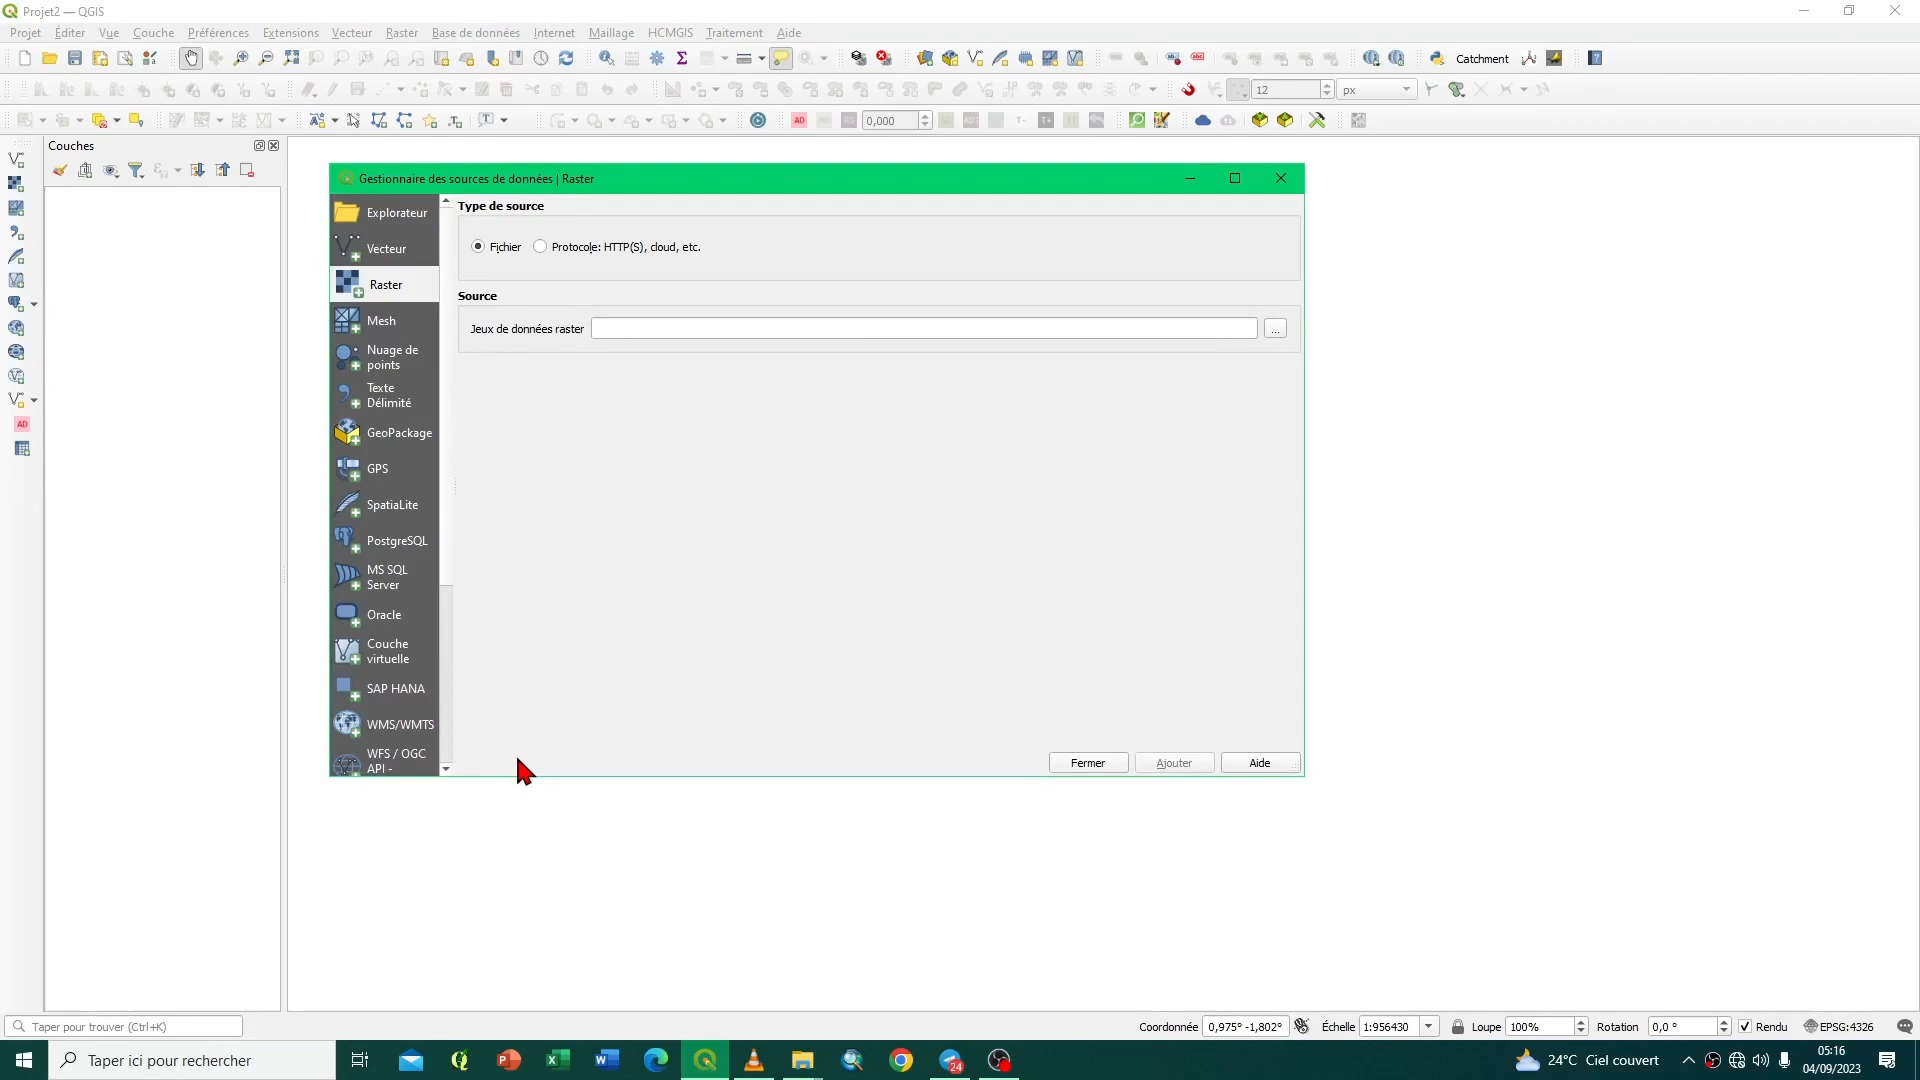 Projet2 — QGIS
Projet Éditer Vue Couche Préférences Extensions Vecteur Raster Base de données Internet Maillage HCMGIS Traitement Aide
Catchment
12 px
AD 0,000
Couches
AD
Gestionnaire des sources de données | Raster
Explorateur
Vecteur
Raster
Mesh
Nuage de points
Texte Délimité
GeoPackage
GPS
SpatiaLite
PostgreSQL
MS SQL Server
Oracle
Couche virtuelle
SAP HANA
WMS/WMTS
WFS / OGC API -
Type de source
Fichier Protocole: HTTP(S), cloud, etc.
Source
Jeux de données raster ...
Fermer Ajouter Aide
Taper pour trouver (Ctrl+K) Coordonnée 0,975° -1,802° Échelle 1:956430 Loupe 100% Rotation 0,0 ° Rendu EPSG:4326
Taper ici pour rechercher 24 24°C Ciel couvert 05:16
04/09/2023